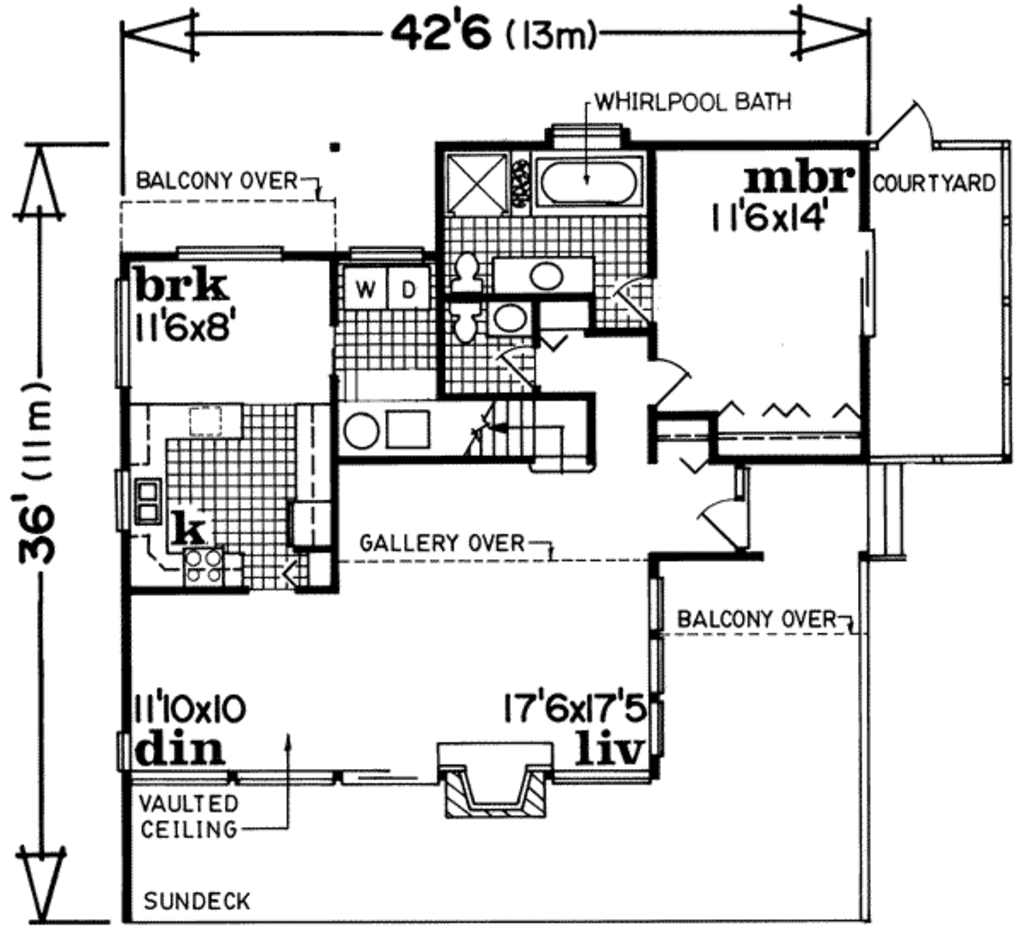 42'6 (13m)
WHIRLPOOL BATH
BALCONY OVER
mbr
11'6x14'
COURTYARD
brk
11'6x8'
W D
36' (11m)
k
GALLERY OVER
BALCONY OVER
11'10x10
din
17'6x17'5
liv
VAULTED
CEILING
SUNDECK